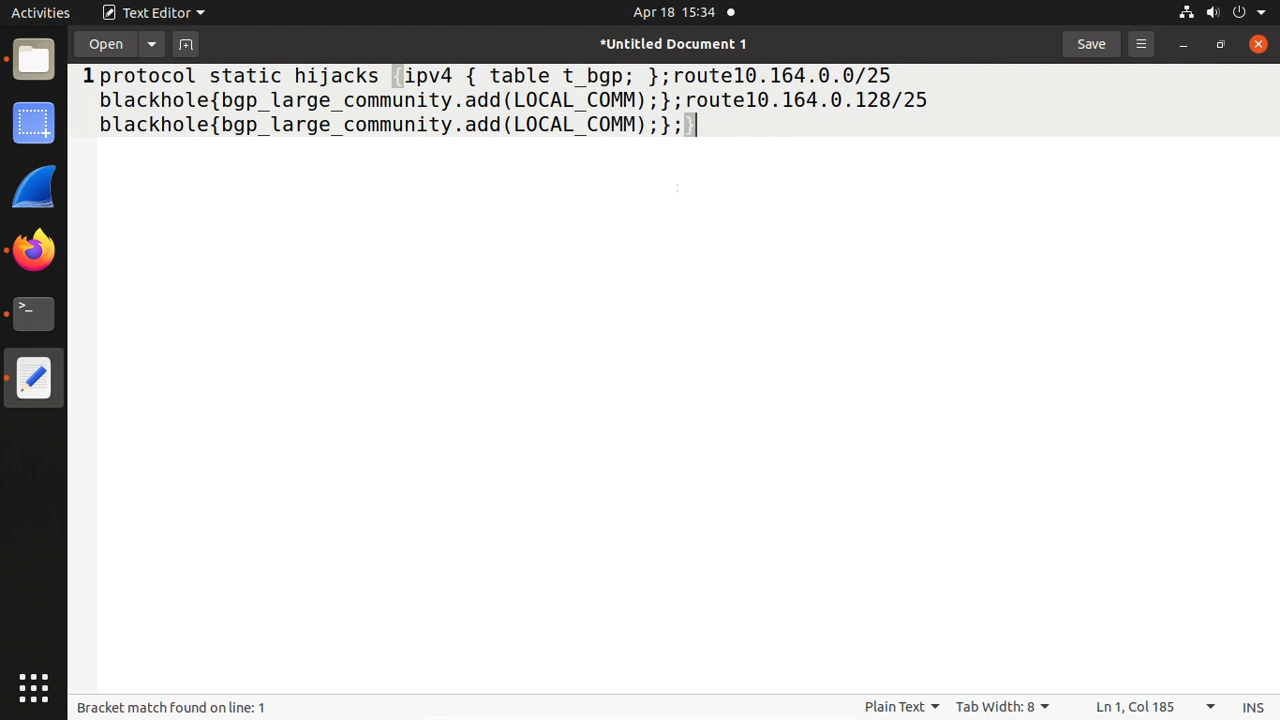 Activities
Text Editor
Apr 18 15:34
Open
*Untitled Document 1
Save
1
protocol static hijacks {ipv4 { table t_bgp; };route10.164.0.0/25
blackhole{bgp_large_community.add(LOCAL_COMM);};route10.164.0.128/25
blackhole{bgp_large_community.add(LOCAL_COMM);};}
>_
Bracket match found on line: 1
Plain Text
Tab Width: 8
Ln 1, Col 185
INS